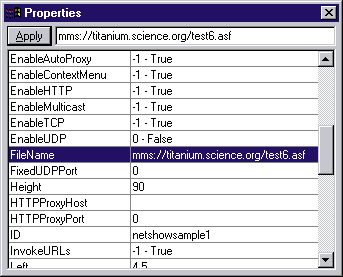 Properties
Apply mms://titanium.science.org/test6.asf
EnableAutoProxy -1 - True
EnableContextMenu -1 - True
EnableHTTP -1 - True
EnableMulticast -1 - True
EnableTCP -1 - True
EnableUDP 0 - False
FileName mms://titanium.science.org/test6.asf
FixedUDPPort 0
Height 90
HTTPProxyHost
HTTPProxyPort 0
ID netshowsample1
InvokeURLs -1 - True
Left 4.5